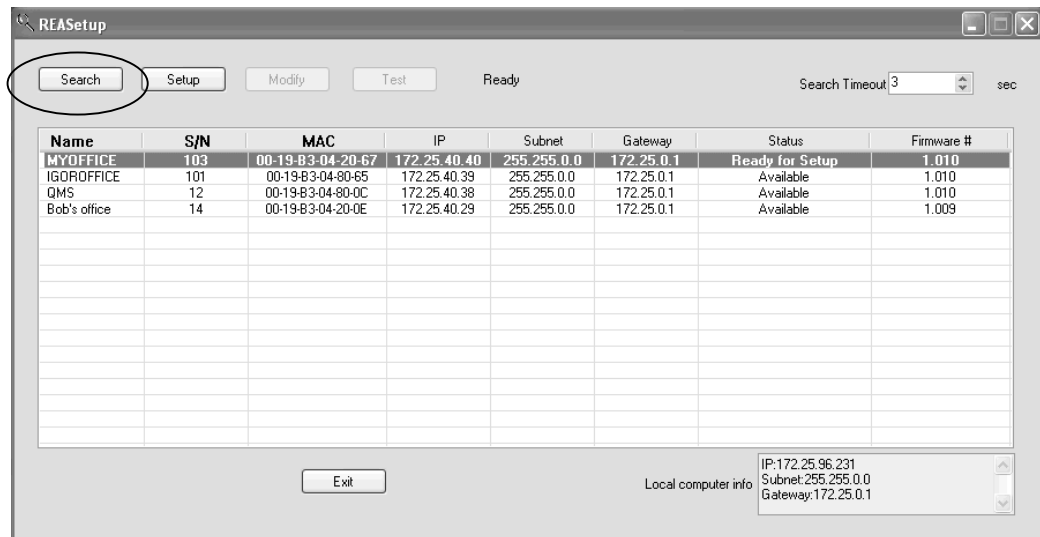 REASetup
Search Setup Modify Test Ready Search Timeout 3 sec
Name S/N MAC IP Subnet Gateway Status Firmware #
MYOFFICE 103 00-19-B3-04-20-67 172.25.40.40 255.255.0.0 172.25.0.1 Ready for Setup 1.010
IGOROFFICE 101 00-19-B3-04-80-65 172.25.40.39 255.255.0.0 172.25.0.1 Available 1.010
QMS 12 00-19-B3-04-80-0C 172.25.40.38 255.255.0.0 172.25.0.1 Available 1.010
Bob's office 14 00-19-B3-04-20-0E 172.25.40.29 255.255.0.0 172.25.0.1 Available 1.009
Exit
Local computer info
IP:172.25.96.231
Subnet:255.255.0.0
Gateway:172.25.0.1